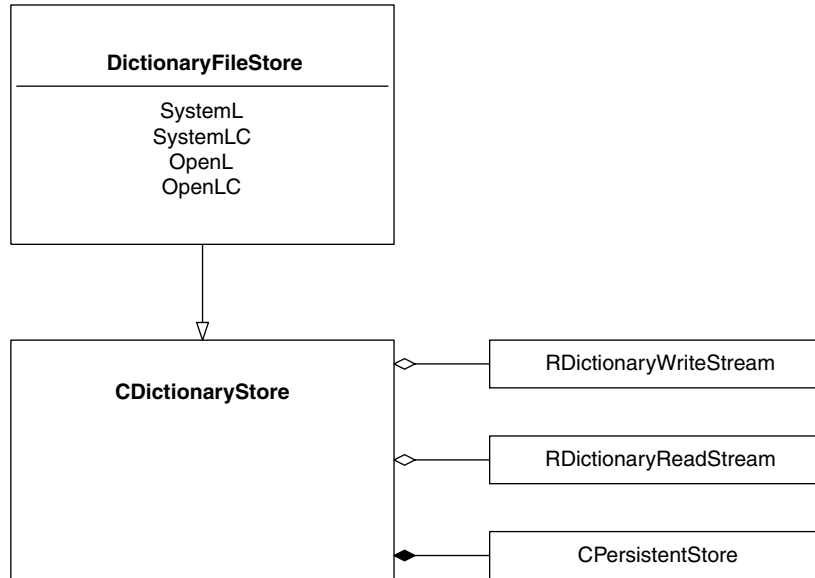 DictionaryFileStore
SystemL
SystemLC
OpenL
OpenLC
CDictionaryStore
RDictionaryWriteStream
RDictionaryReadStream
CPersistentStore